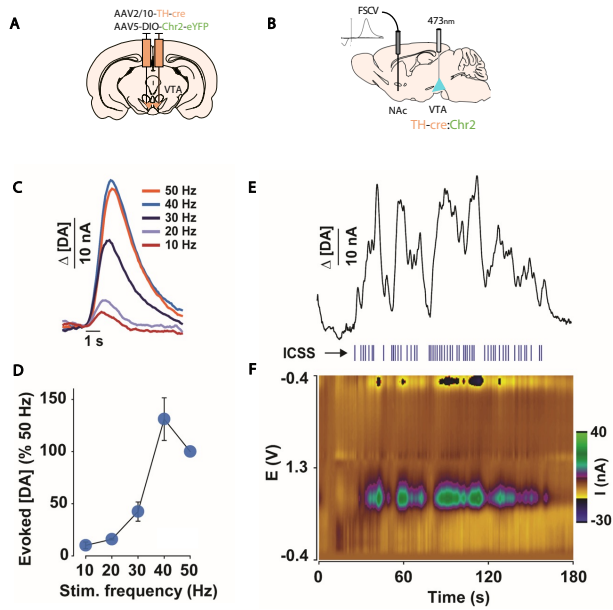 A
AAV2/10-TH-cre
AAV5-DIO-Chr2-eYFP
VTA
B
FSCV
473nm
NAc
VTA
TH-cre:Chr2
C
Δ [DA]
10 nA
50 Hz
40 Hz
30 Hz
20 Hz
10 Hz
1 s
D
Evoked [DA] (% 50 Hz)
150
100
50
0
10 20 30 40 50
Stim. frequency (Hz)
E
Δ [DA]
10 nA
ICSS
F
E (V)
-0.4
1.3
-0.4
0 60 120 180
Time (s)
40
I (nA)
-30